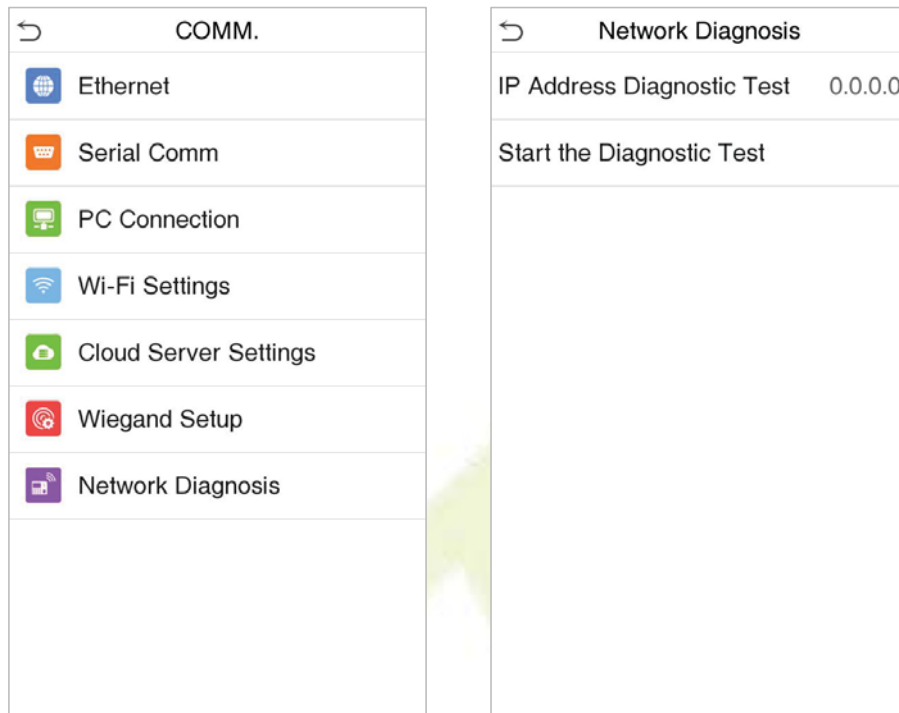 COMM.
Ethernet
Serial Comm
PC Connection
Wi-Fi Settings
Cloud Server Settings
Wiegand Setup
Network Diagnosis
Network Diagnosis
IP Address Diagnostic Test 0.0.0.0
Start the Diagnostic Test